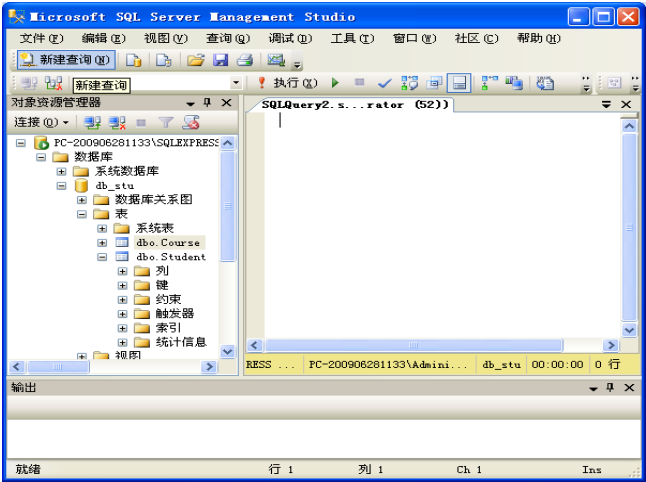 Microsoft SQL Server Management Studio
文件(F) 编辑(E) 视图(V) 查询(Q) 调试(D) 工具(T) 窗口(W) 社区(C) 帮助(H)
新建查询(N)
新建查询 执行(X)
对象资源管理器
SQLQuery2.s...rator (52))
连接(O)
PC-200906281133\SQLEXPRESS
数据库
系统数据库
db_stu
数据库关系图
表
系统表
dbo.Course
dbo.Student
列
键
约束
触发器
索引
统计信息
视图
RESS ... PC-200906281133\Admini... db_stu 00:00:00 0 行
输出
就绪 行 1 列 1 Ch 1 Ins